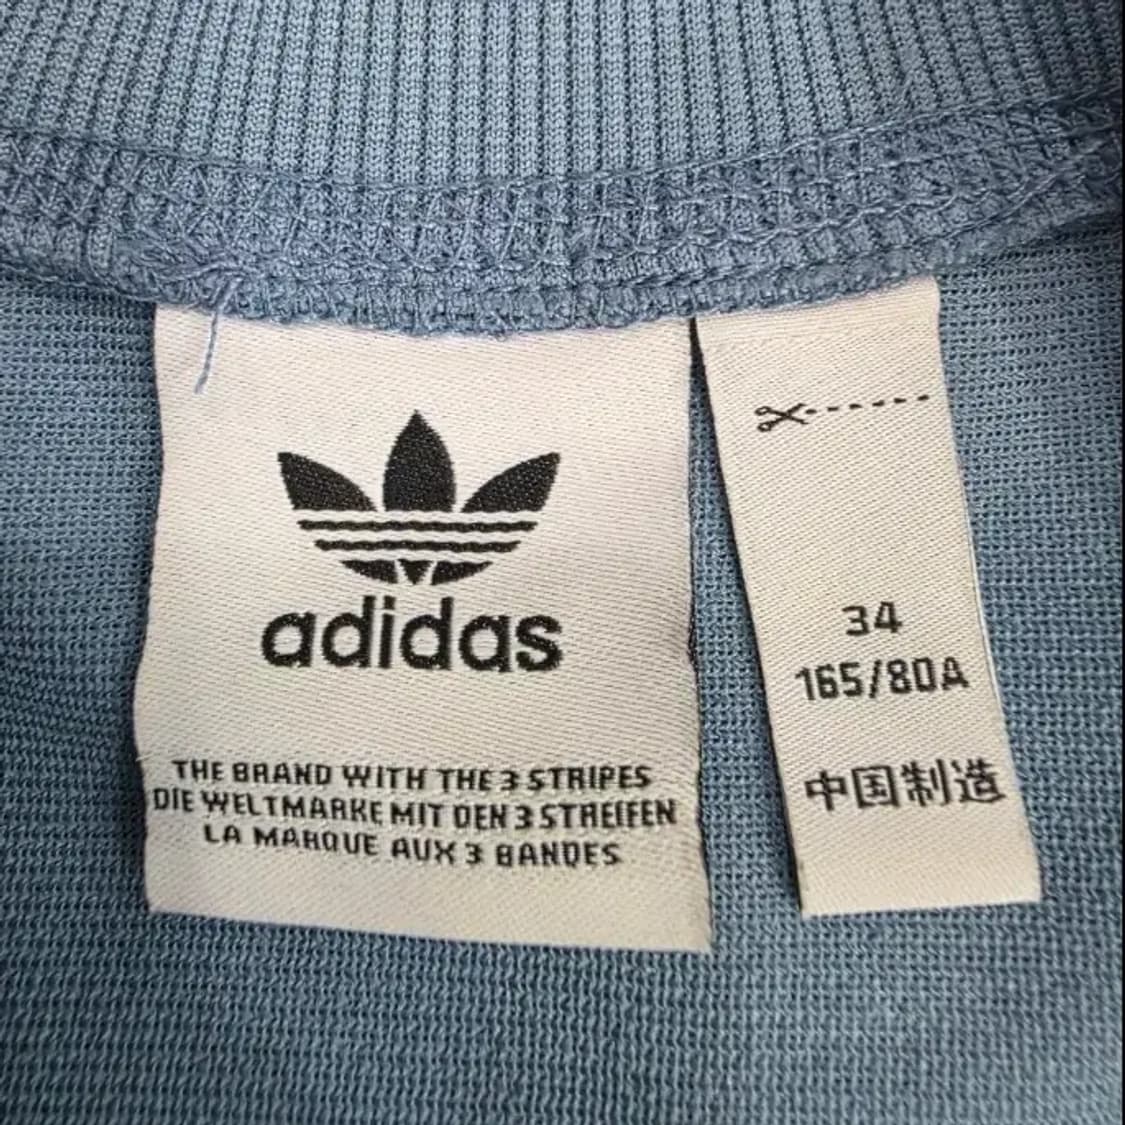 adidas
THE BRAND WITH THE 3 STRIPES
DIE WELTMARKE MIT DEN 3 STREIFEN
LA MARQUE AUX 3 BANDES
34
165/80A
中国制造